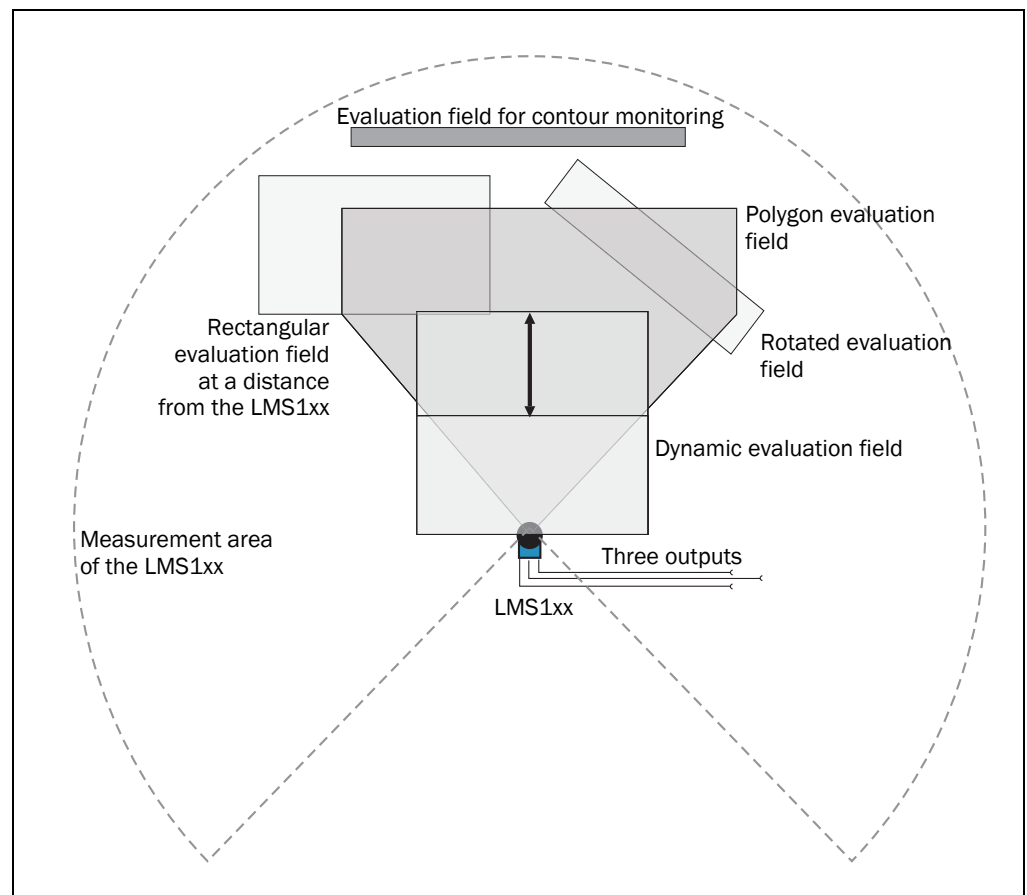 Evaluation field for contour monitoring
Polygon evaluation
field
Rectangular
evaluation field
at a distance
from the LMS1xx
Rotated evaluation
field
Dynamic evaluation field
Measurement area
of the LMS1xx
Three outputs
LMS1xx